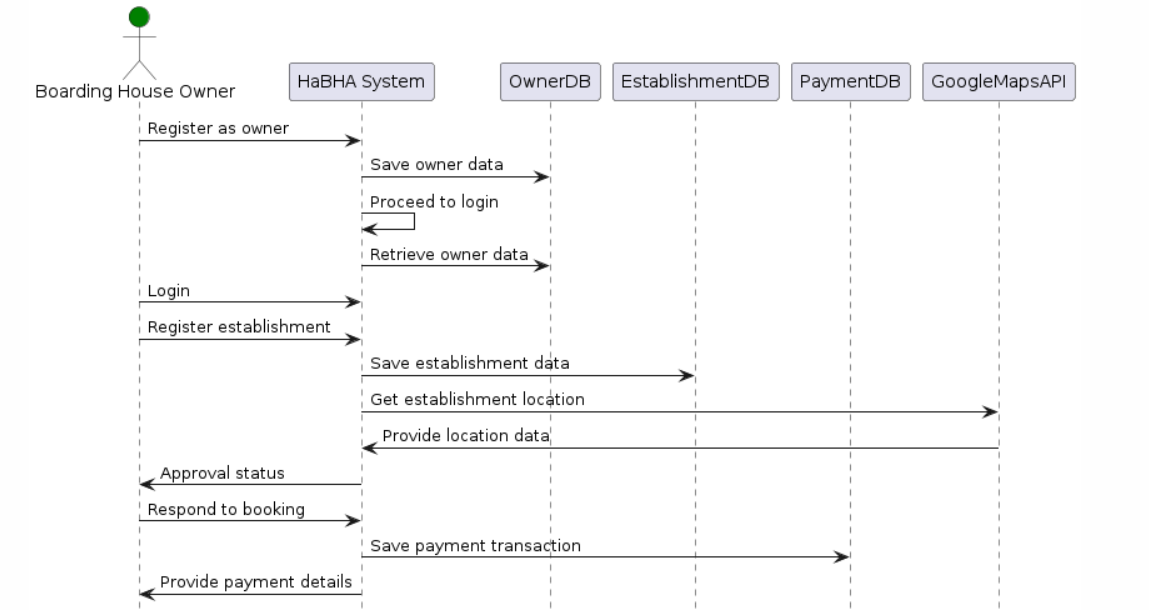 Boarding House Owner
HaBHA System
OwnerDB
EstablishmentDB
PaymentDB
GoogleMapsAPI
Register as owner
Save owner data
Proceed to login
Retrieve owner data
Login
Register establishment
Save establishment data
Get establishment location
Provide location data
Approval status
Respond to booking
Save payment transaction
Provide payment details